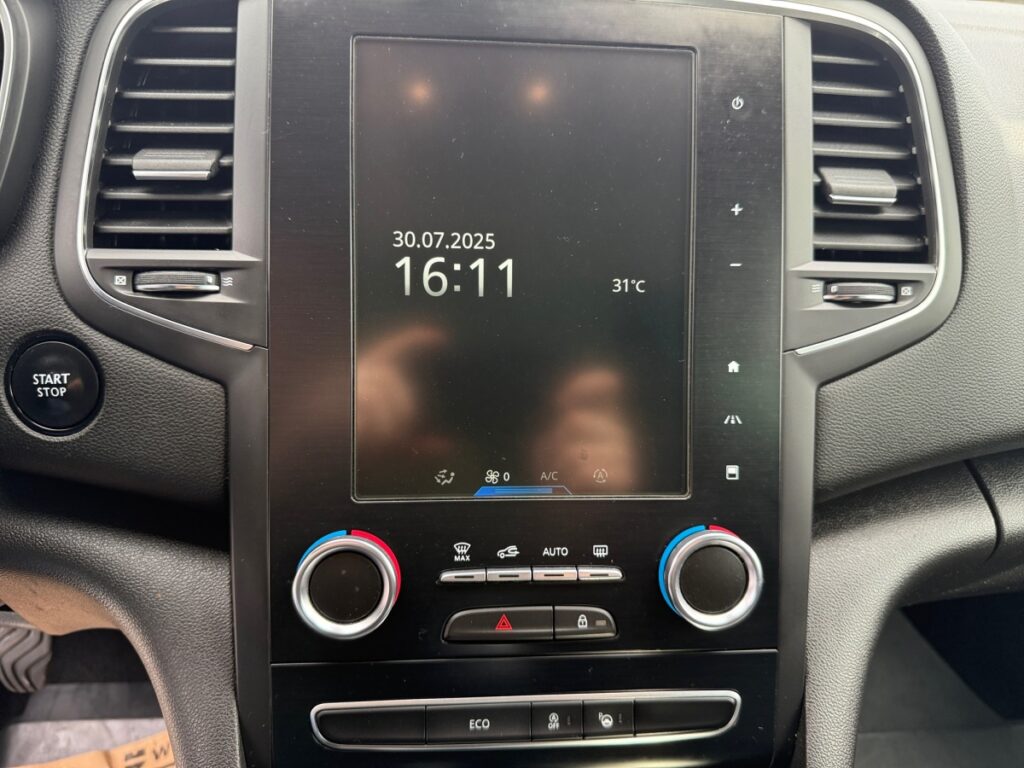 30.07.2025
16:11
31°C
START
STOP
0
A/C
MAX
AUTO
ECO
OFF